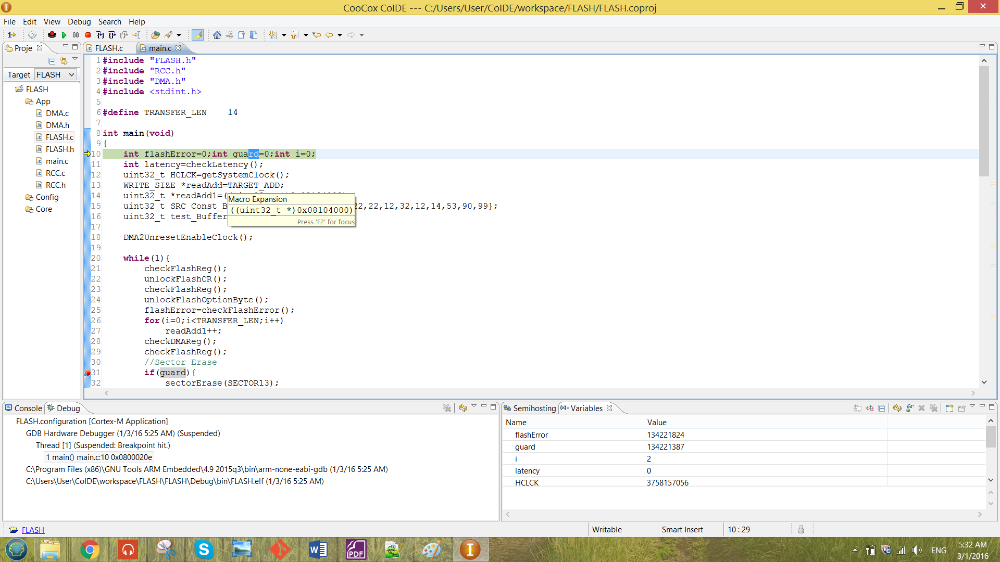 CooCox CoIDE --- C:/Users/User/CoIDE/workspace/FLASH/FLASH.coproj
File Edit View Debug Search Help
Proje
FLASH.c main.c
Target FLASH
FLASH
App
DMA.c
DMA.h
FLASH.c
FLASH.h
main.c
RCC.c
RCC.h
Config
Core
1 #include "FLASH.h"
2 #include "RCC.h"
3 #include "DMA.h"
4 #include <stdint.h>
5
6 #define TRANSFER_LEN    14
7
8 int main(void)
9 {
10 int flashError=0;int guard=0;int i=0;
11 int latency=checkLatency();
12 uint32_t HCLCK=getSystemClock();
13 WRITE_SIZE *readAdd=TARGET_ADD;
14 uint32_t *readAdd1=(
15 uint32_t SRC_Const_B 22,22,12,32,12,14,53,90,99};
16 uint32_t test_Buffer
Macro Expansion
((uint32_t *)0x08104000)
Press 'F2' for focus
17
18 DMA2UnresetEnableClock();
19
20 while(1){
21 checkFlashReg();
22 unlockFlashCR();
23 checkFlashReg();
24 unlockFlashOptionByte();
25 flashError=checkFlashError();
26 for(i=0;i<TRANSFER_LEN;i++)
27 readAdd1++;
28 checkDMAReg();
29 checkFlashReg();
30 //Sector Erase
31 if(guard){
32 sectorErase(SECTOR13);
Console Debug
FLASH.configuration [Cortex-M Application]
GDB Hardware Debugger (1/3/16 5:25 AM) (Suspended)
Thread [1] (Suspended: Breakpoint hit.)
1 main() main.c:10 0x0800020e
C:\Program Files (x86)\GNU Tools ARM Embedded\4.9 2015q3\bin\arm-none-eabi-gdb (1/3/16 5:25 AM)
C:\Users\User\CoIDE\workspace\FLASH\FLASH\Debug\bin\FLASH.elf (1/3/16 5:25 AM)
Semihosting Variables
Name Value
flashError 134221824
guard 134221387
i 2
latency 0
HCLCK 3758157056
FLASH
Writable Smart Insert 10 : 29
PDF
ENG
5:32 AM
3/1/2016